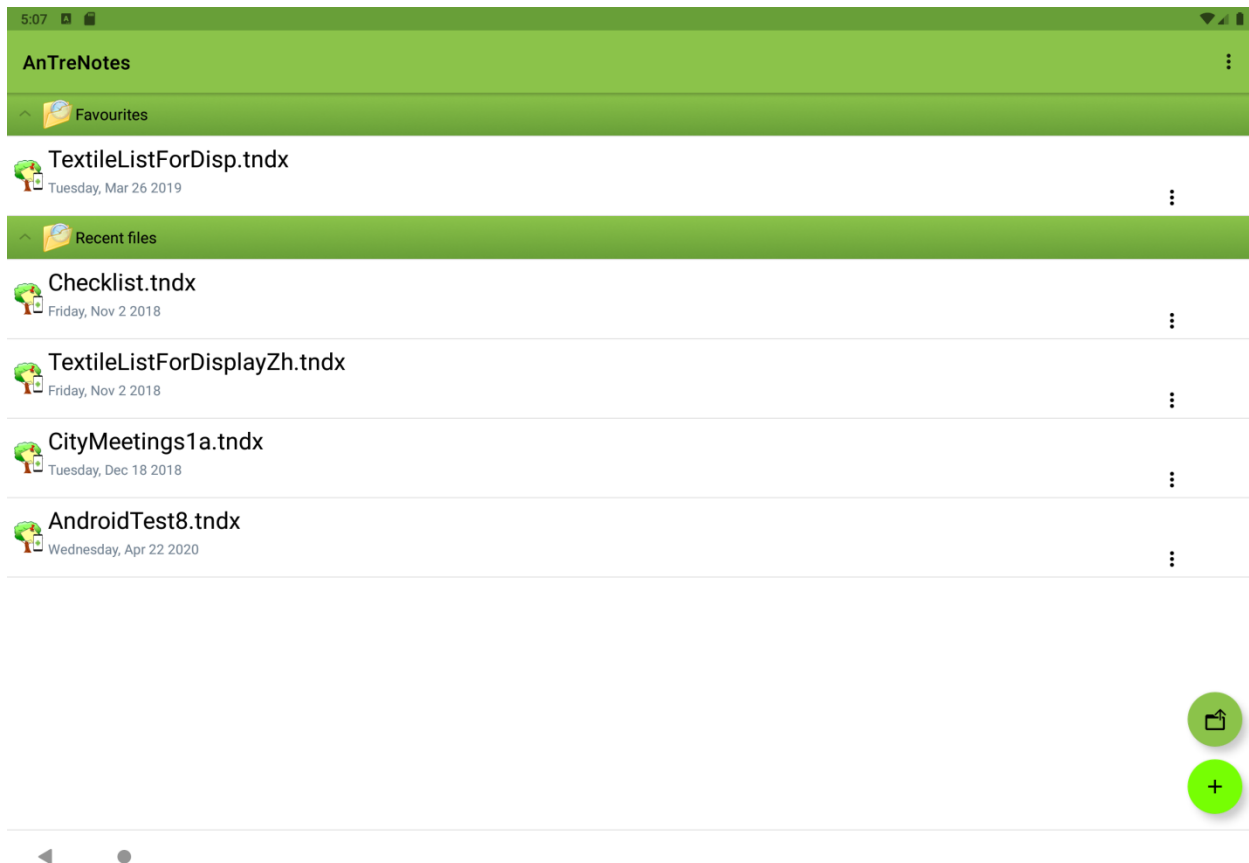 5:07
AnTreNotes
Favourites
TextileListForDisp.tndx
Tuesday, Mar 26 2019
Recent files
Checklist.tndx
Friday, Nov 2 2018
TextileListForDisplayZh.tndx
Friday, Nov 2 2018
CityMeetings1a.tndx
Tuesday, Dec 18 2018
AndroidTest8.tndx
Wednesday, Apr 22 2020